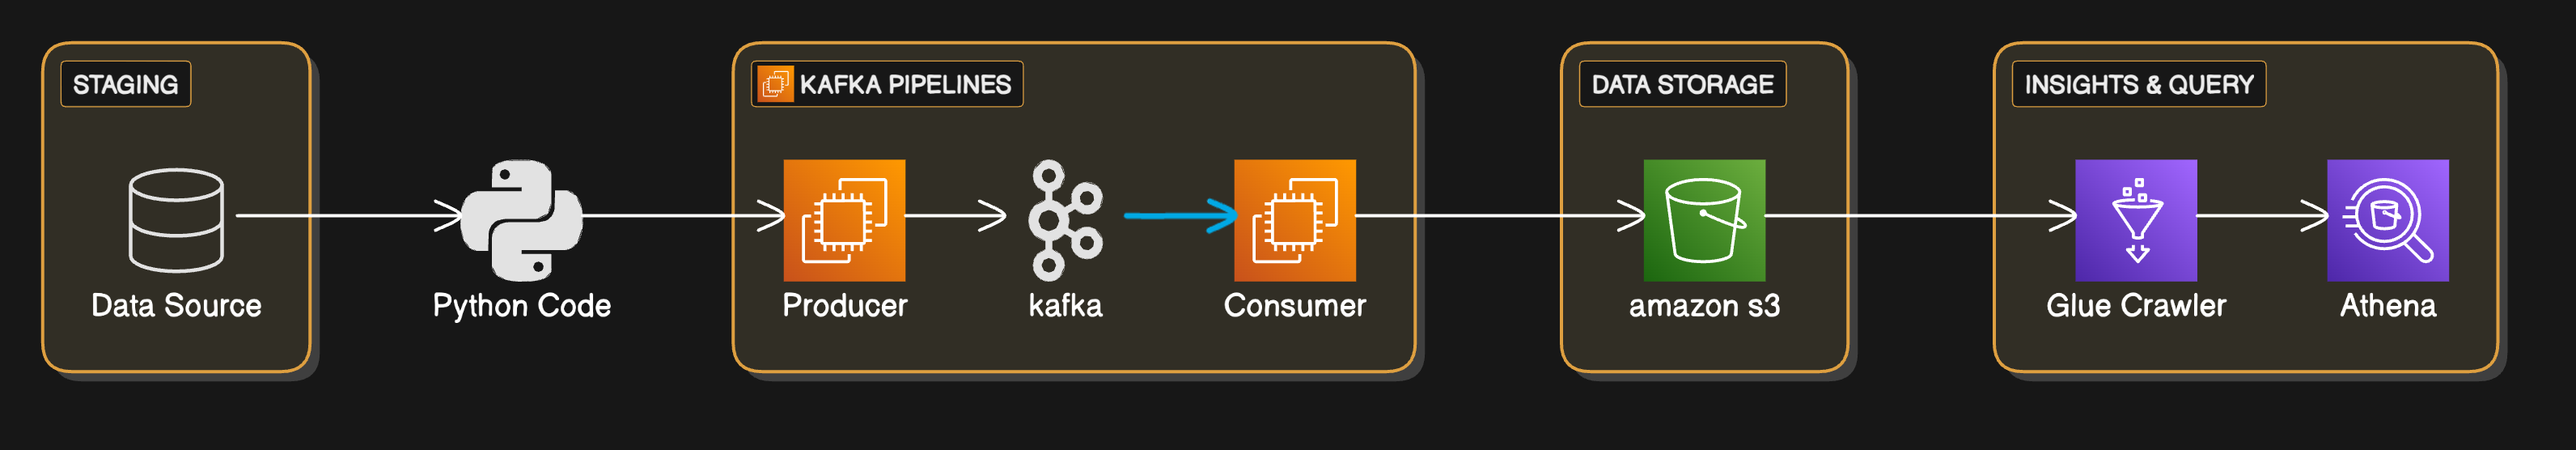 STAGING
Data Source
Python Code
KAFKA PIPELINES
Producer
kafka
Consumer
DATA STORAGE
amazon s3
INSIGHTS & QUERY
Glue Crawler
Athena